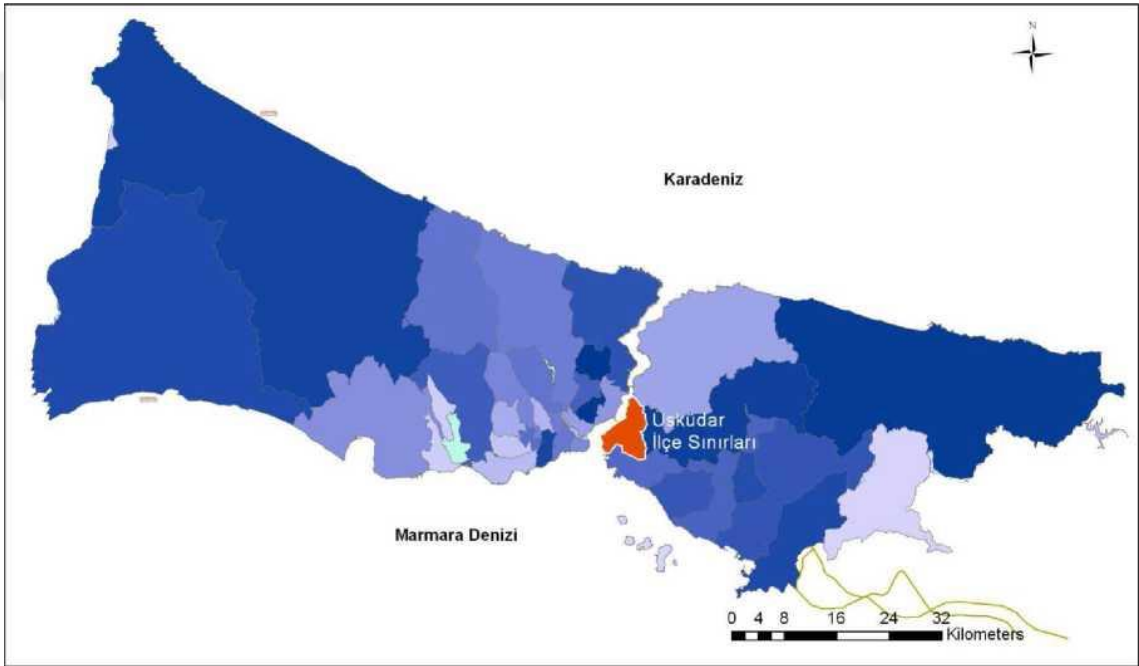 N
Karadeniz
Üsküdar
İlçe Sınırları
Marmara Denizi
0 4 8 16 24 32
Kilometers